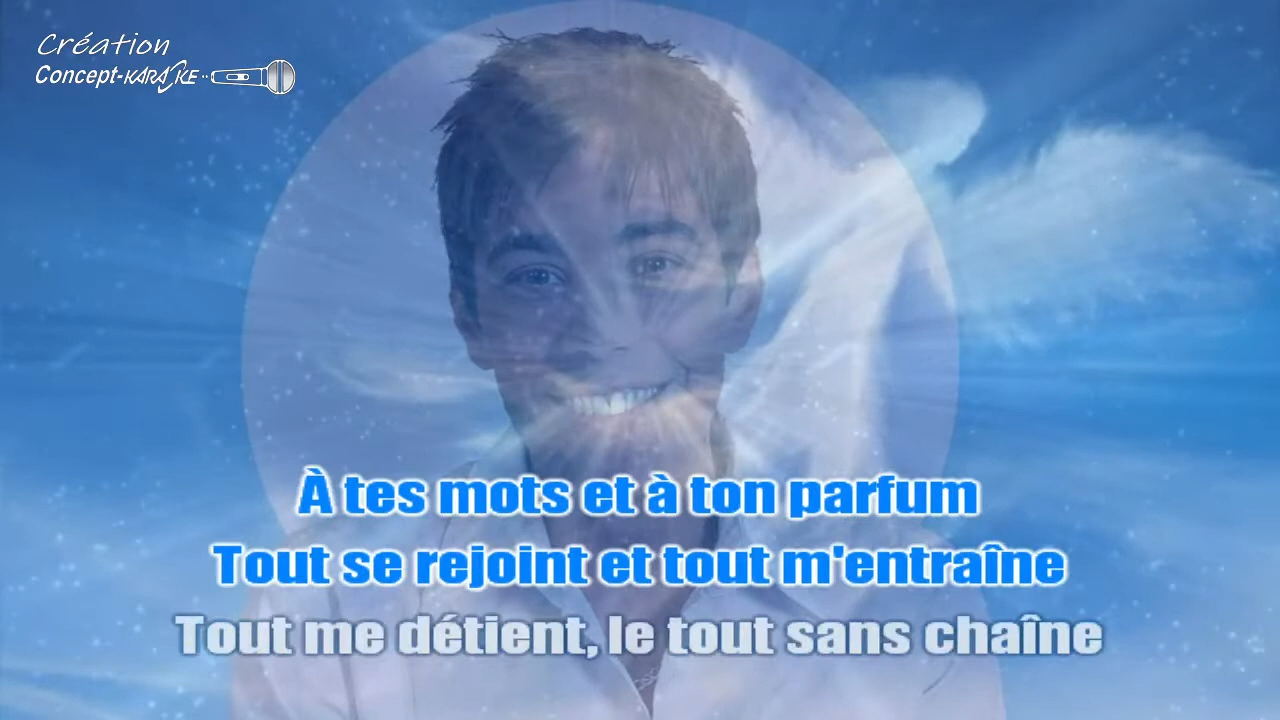 Création
Concept-KARAOKE
À tes mots et à ton parfum
Tout se rejoint et tout m'entraîne
Tout me détient, le tout sans chaîne